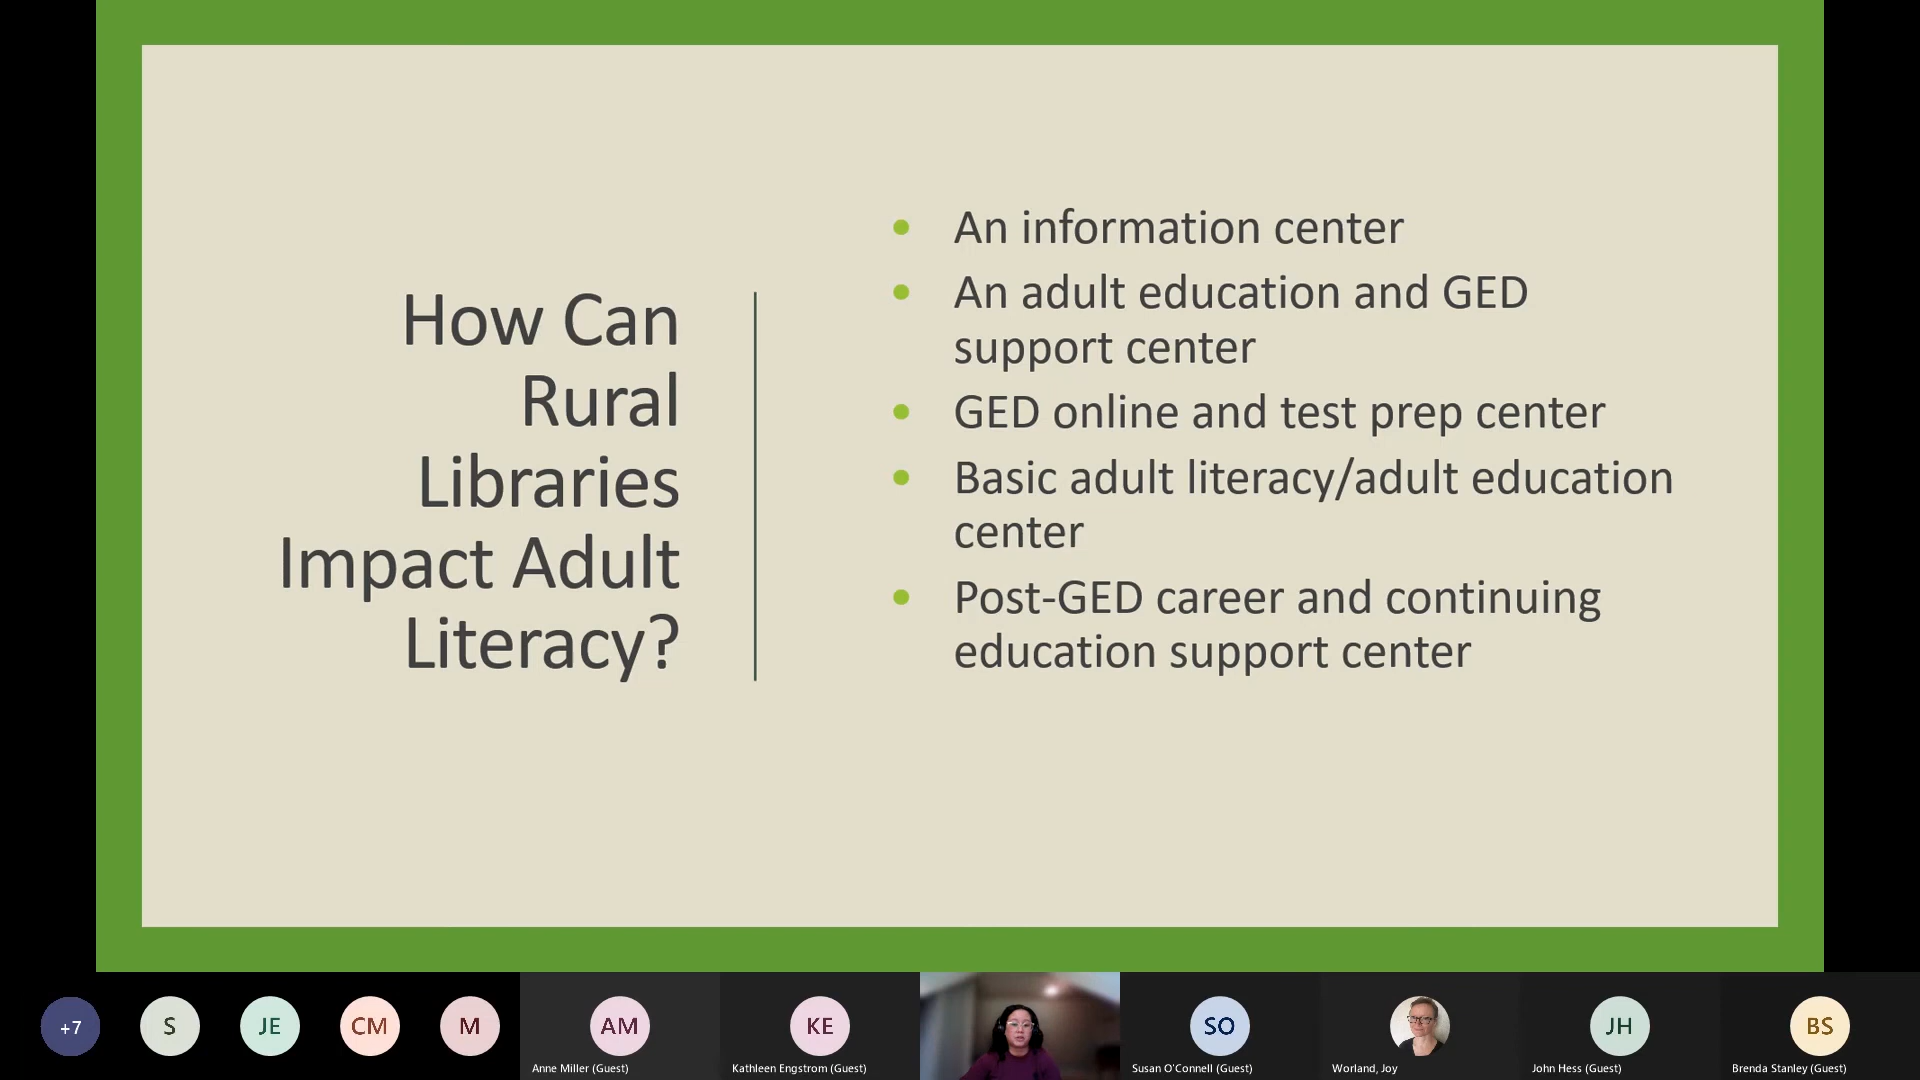 How Can
Rural
Libraries
Impact Adult
Literacy?
An information center
An adult education and GED
support center
GED online and test prep center
Basic adult literacy/adult education
center
Post-GED career and continuing
education support center
+7
S
JE
CM
M
AM
Anne Miller (Guest)
KE
Kathleen Engstrom (Guest)
SO
Susan O'Connell (Guest)
Worland, Joy
JH
John Hess (Guest)
BS
Brenda Stanley (Guest)